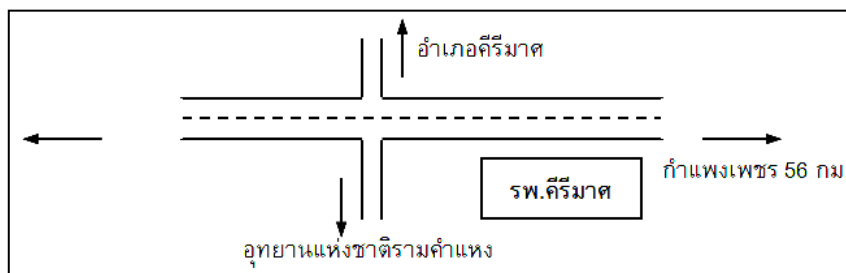 อำเภอคีรีมาศ
กำแพงเพชร 56 กม
รพ.คีรีมาศ
อุทยานแห่งชาติรามคำแหง